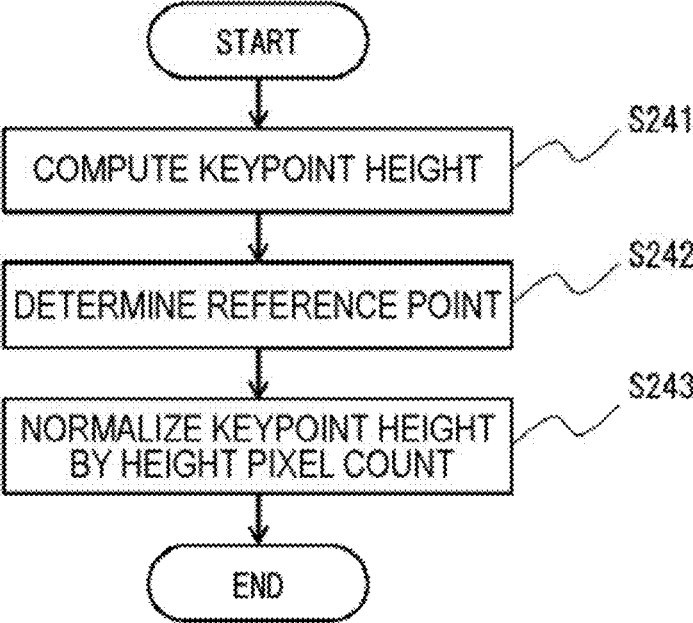 START
S241
COMPUTE KEYPOINT HEIGHT
S242
DETERMINE REFERENCE POINT
S243
NORMALIZE KEYPOINT HEIGHT
BY HEIGHT PIXEL COUNT
END